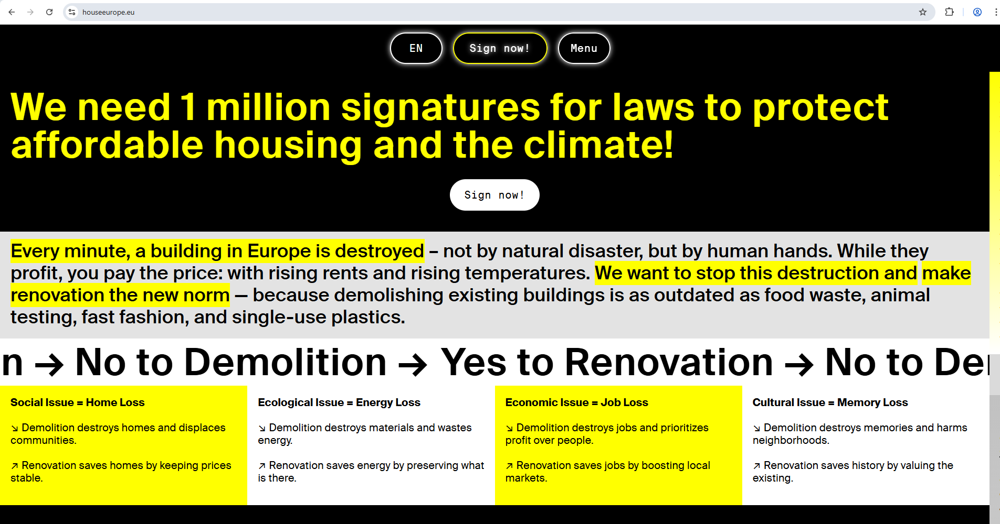 houseeurope.eu
EN
Sign now!
Menu
We need 1 million signatures for laws to protect
affordable housing and the climate!
Sign now!
Every minute, a building in Europe is destroyed – not by natural disaster, but by human hands. While they
profit, you pay the price: with rising rents and rising temperatures. We want to stop this destruction and make
renovation the new norm — because demolishing existing buildings is as outdated as food waste, animal
testing, fast fashion, and single-use plastics.
n → No to Demolition → Yes to Renovation → No to De
Social Issue = Home Loss
↘ Demolition destroys homes and displaces
communities.
↗ Renovation saves homes by keeping prices
stable.
Ecological Issue = Energy Loss
↘ Demolition destroys materials and wastes
energy.
↗ Renovation saves energy by preserving what
is there.
Economic Issue = Job Loss
↘ Demolition destroys jobs and prioritizes
profit over people.
↗ Renovation saves jobs by boosting local
markets.
Cultural Issue = Memory Loss
↘ Demolition destroys memories and harms
neighborhoods.
↗ Renovation saves history by valuing the
existing.